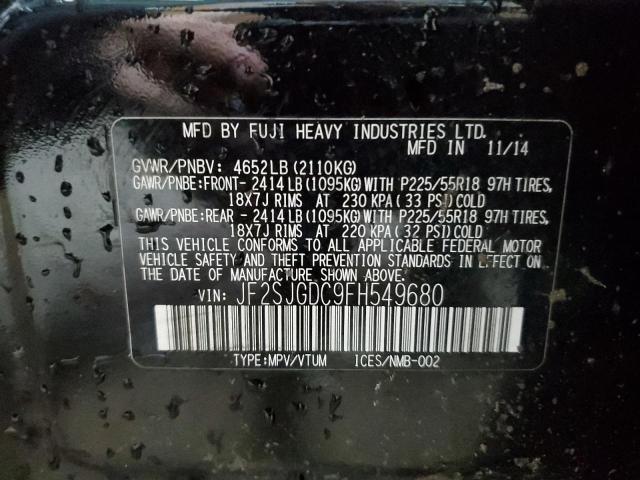 MFD BY FUJI HEAVY INDUSTRIES LTD.
MFD IN 11/14
GVWR/PNBV: 4652LB (2110KG)
GAWR/PNBE:FRONT- 2414 LB (1095KG) WITH P225/55R18 97H TIRES,
18X7J RIMS AT 230 KPA ( 33 PSI) COLD
GAWR/PNBE:REAR - 2414 LB (1095KG) WITH P225/55R18 97H TIRES,
18X7J RIMS AT 220 KPA ( 32 PSI) COLD
THIS VEHICLE CONFORMS TO ALL APPLICABLE FEDERAL MOTOR
VEHICLE SAFETY AND THEFT PREVENTION STANDARDS IN EFFECT ON
THE DATE OF MANUFACTURE SHOWN ABOVE.
VIN: JF2SJGDC9FH549680
TYPE:MPV/VTUM ICES/NMB-002